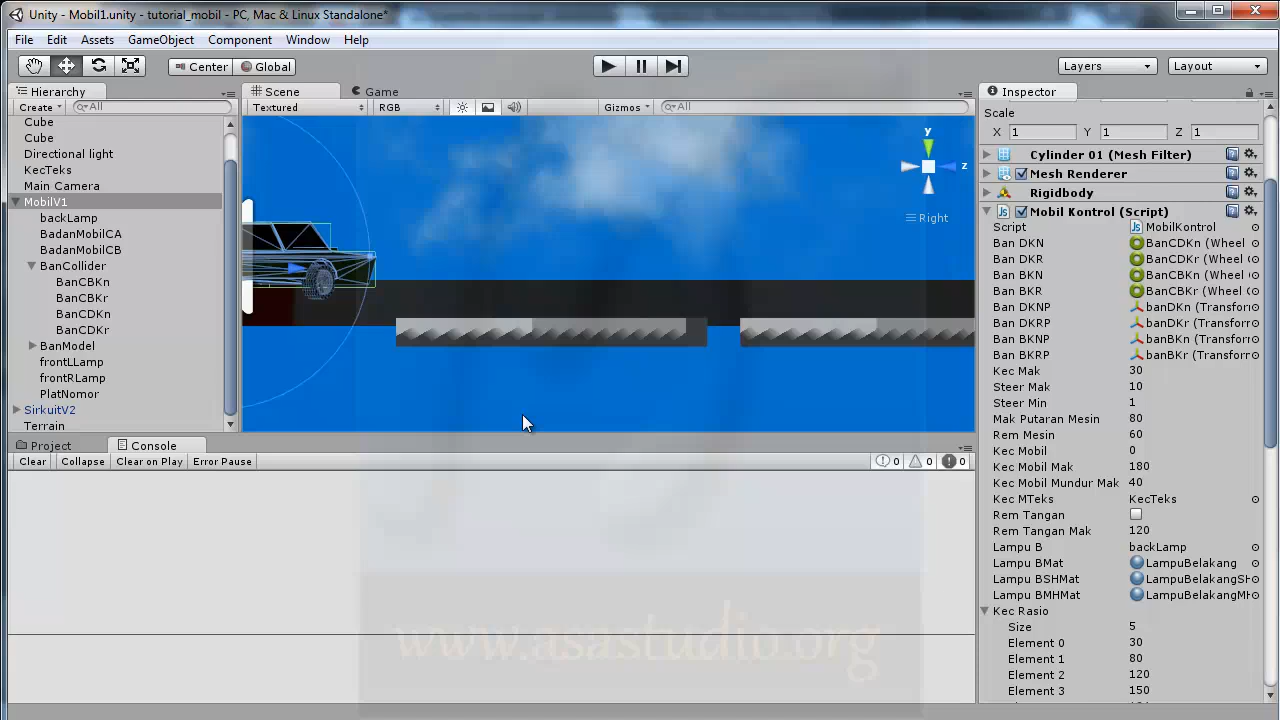 Unity - Mobil1.unity - tutorial_mobil - PC, Mac & Linux Standalone*
File Edit Assets GameObject Component Window Help
Center Global Layers Layout
Hierarchy
Create All
Cube
Cube
Directional light
KecTeks
Main Camera
MobilV1
backLamp
BadanMobilCA
BadanMobilCB
BanCollider
BanCBKn
BanCBKr
BanCDKn
BanCDKr
BanModel
frontLLamp
frontRLamp
PlatNomor
SirkuitV2
Terrain
Scene Game
Textured RGB Gizmos All
y
z
Right
Project Console
Clear Collapse Clear on Play Error Pause 0 0 0
www.asastudio.org
Inspector
Scale
X 1 Y 1 Z 1
Cylinder 01 (Mesh Filter)
Mesh Renderer
Rigidbody
Mobil Kontrol (Script)
Script MobilKontrol
Ban DKN BanCDKn (Wheel
Ban DKR BanCDKr (Wheel
Ban BKN BanCBKn (Wheel
Ban BKR BanCBKr (Wheel
Ban DKNP banDKn (Transform
Ban DKRP banDKr (Transform
Ban BKNP banBKn (Transform
Ban BKRP banBKr (Transform
Kec Mak 30
Steer Mak 10
Steer Min 1
Mak Putaran Mesin 80
Rem Mesin 60
Kec Mobil 0
Kec Mobil Mak 180
Kec Mobil Mundur Mak 40
Kec MTeks KecTeks
Rem Tangan
Rem Tangan Mak 120
Lampu B backLamp
Lampu BMat LampuBelakang
Lampu BSHMat LampuBelakangSH
Lampu BMHMat LampuBelakangMH
Kec Rasio
Size 5
Element 0 30
Element 1 80
Element 2 120
Element 3 150